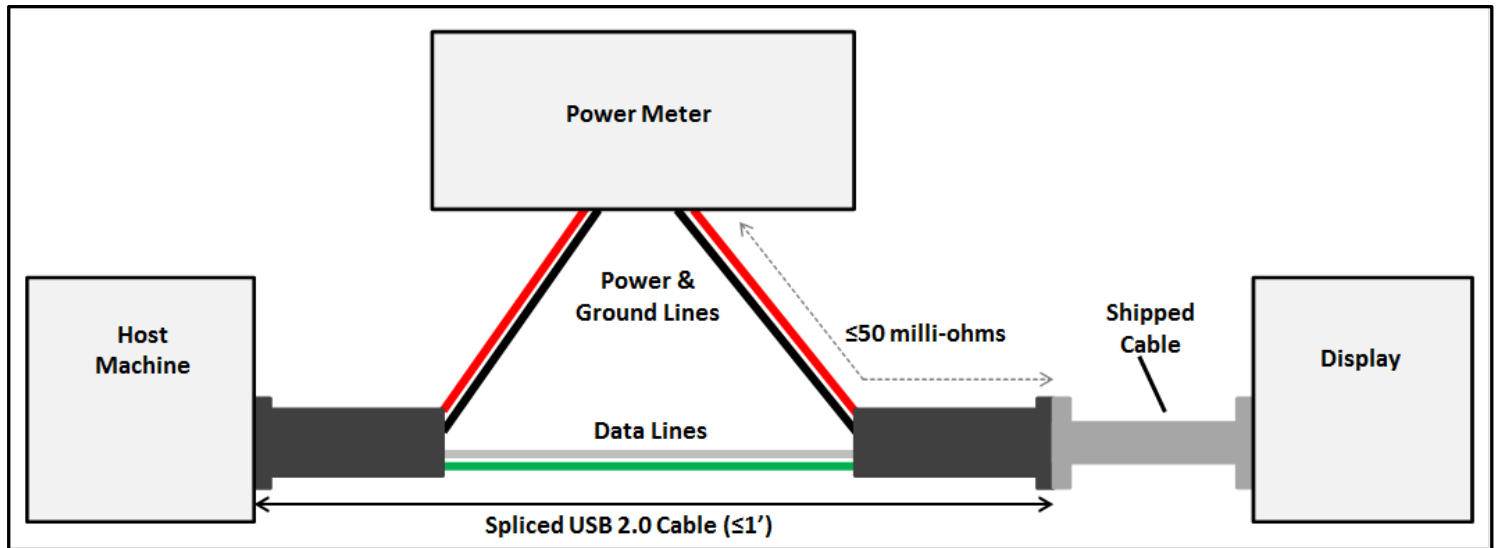 Power Meter
Power &
Ground Lines
≤50 milli-ohms
Shipped
Cable
Host
Machine
Display
Data Lines
Spliced USB 2.0 Cable (≤1’)